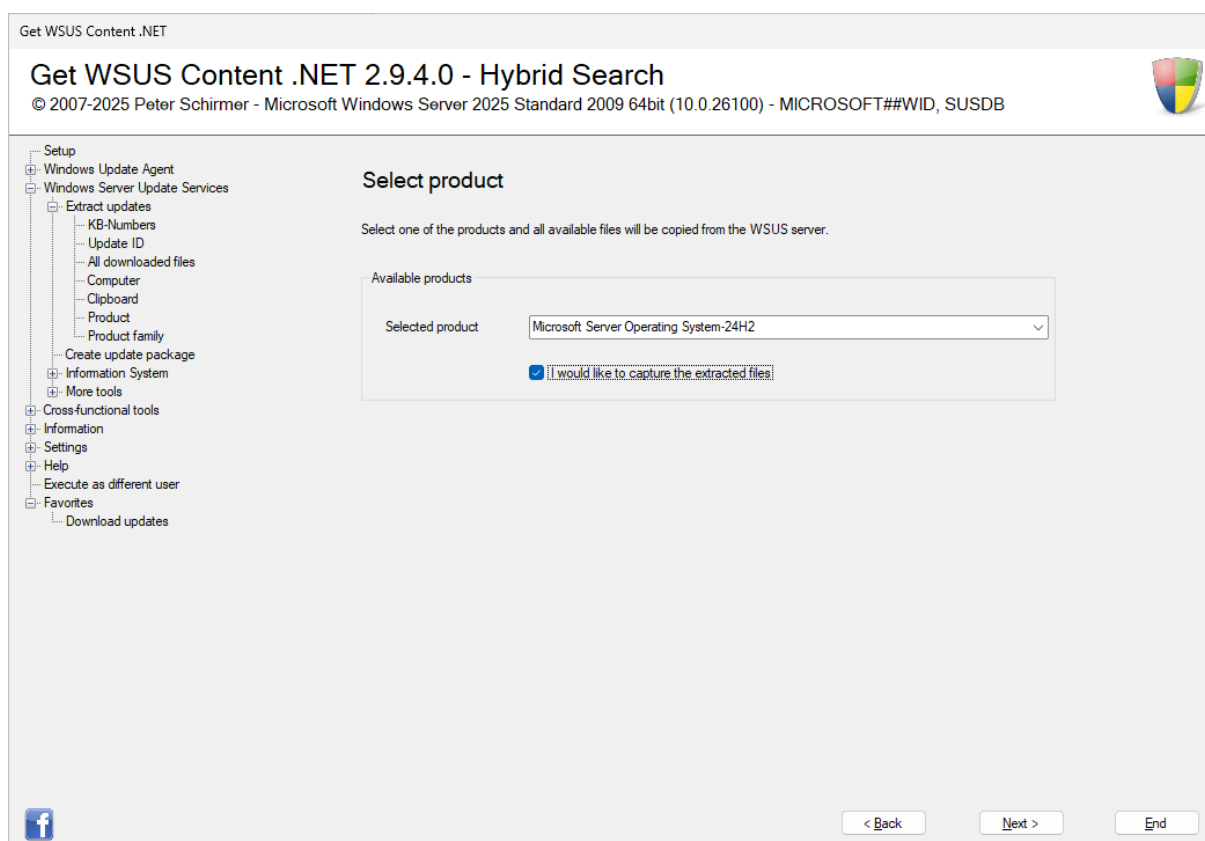 Get WSUS Content .NET
Get WSUS Content .NET 2.9.4.0 - Hybrid Search
© 2007-2025 Peter Schirmer - Microsoft Windows Server 2025 Standard 2009 64bit (10.0.26100) - MICROSOFT##WID, SUSDB
Setup
Windows Update Agent
Windows Server Update Services
Extract updates
KB-Numbers
Update ID
All downloaded files
Computer
Clipboard
Product
Product family
Create update package
Information System
More tools
Cross-functional tools
Information
Settings
Help
Execute as different user
Favorites
Download updates
Select product
Select one of the products and all available files will be copied from the WSUS server.
Available products
Selected product
Microsoft Server Operating System-24H2
I would like to capture the extracted files
f
< Back
Next >
End